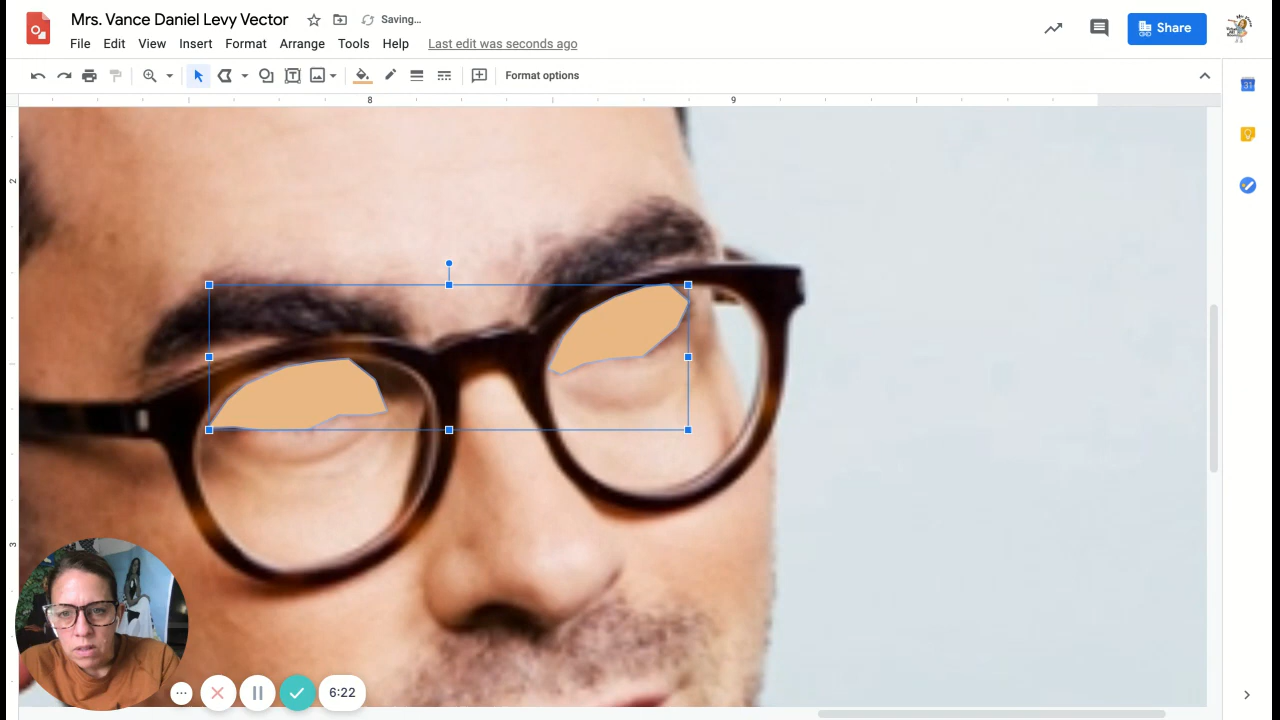 Mrs. Vance Daniel Levy Vector
Saving...
File Edit View Insert Format Arrange Tools Help Last edit was seconds ago
Share
Format options
8 9
2
3
31
6:22